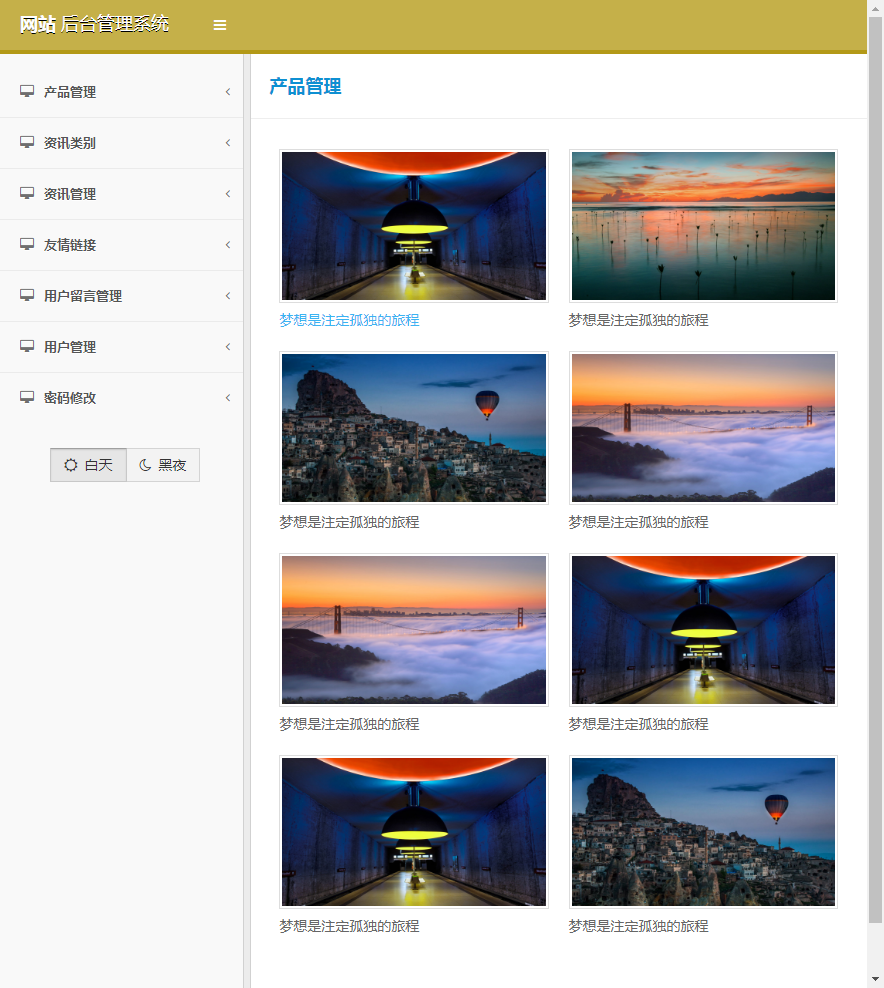 网站 后台管理系统
产品管理
资讯类别
资讯管理
友情链接
用户留言管理
用户管理
密码修改
白天 黑夜
产品管理
梦想是注定孤独的旅程 梦想是注定孤独的旅程
梦想是注定孤独的旅程 梦想是注定孤独的旅程
梦想是注定孤独的旅程 梦想是注定孤独的旅程
梦想是注定孤独的旅程 梦想是注定孤独的旅程